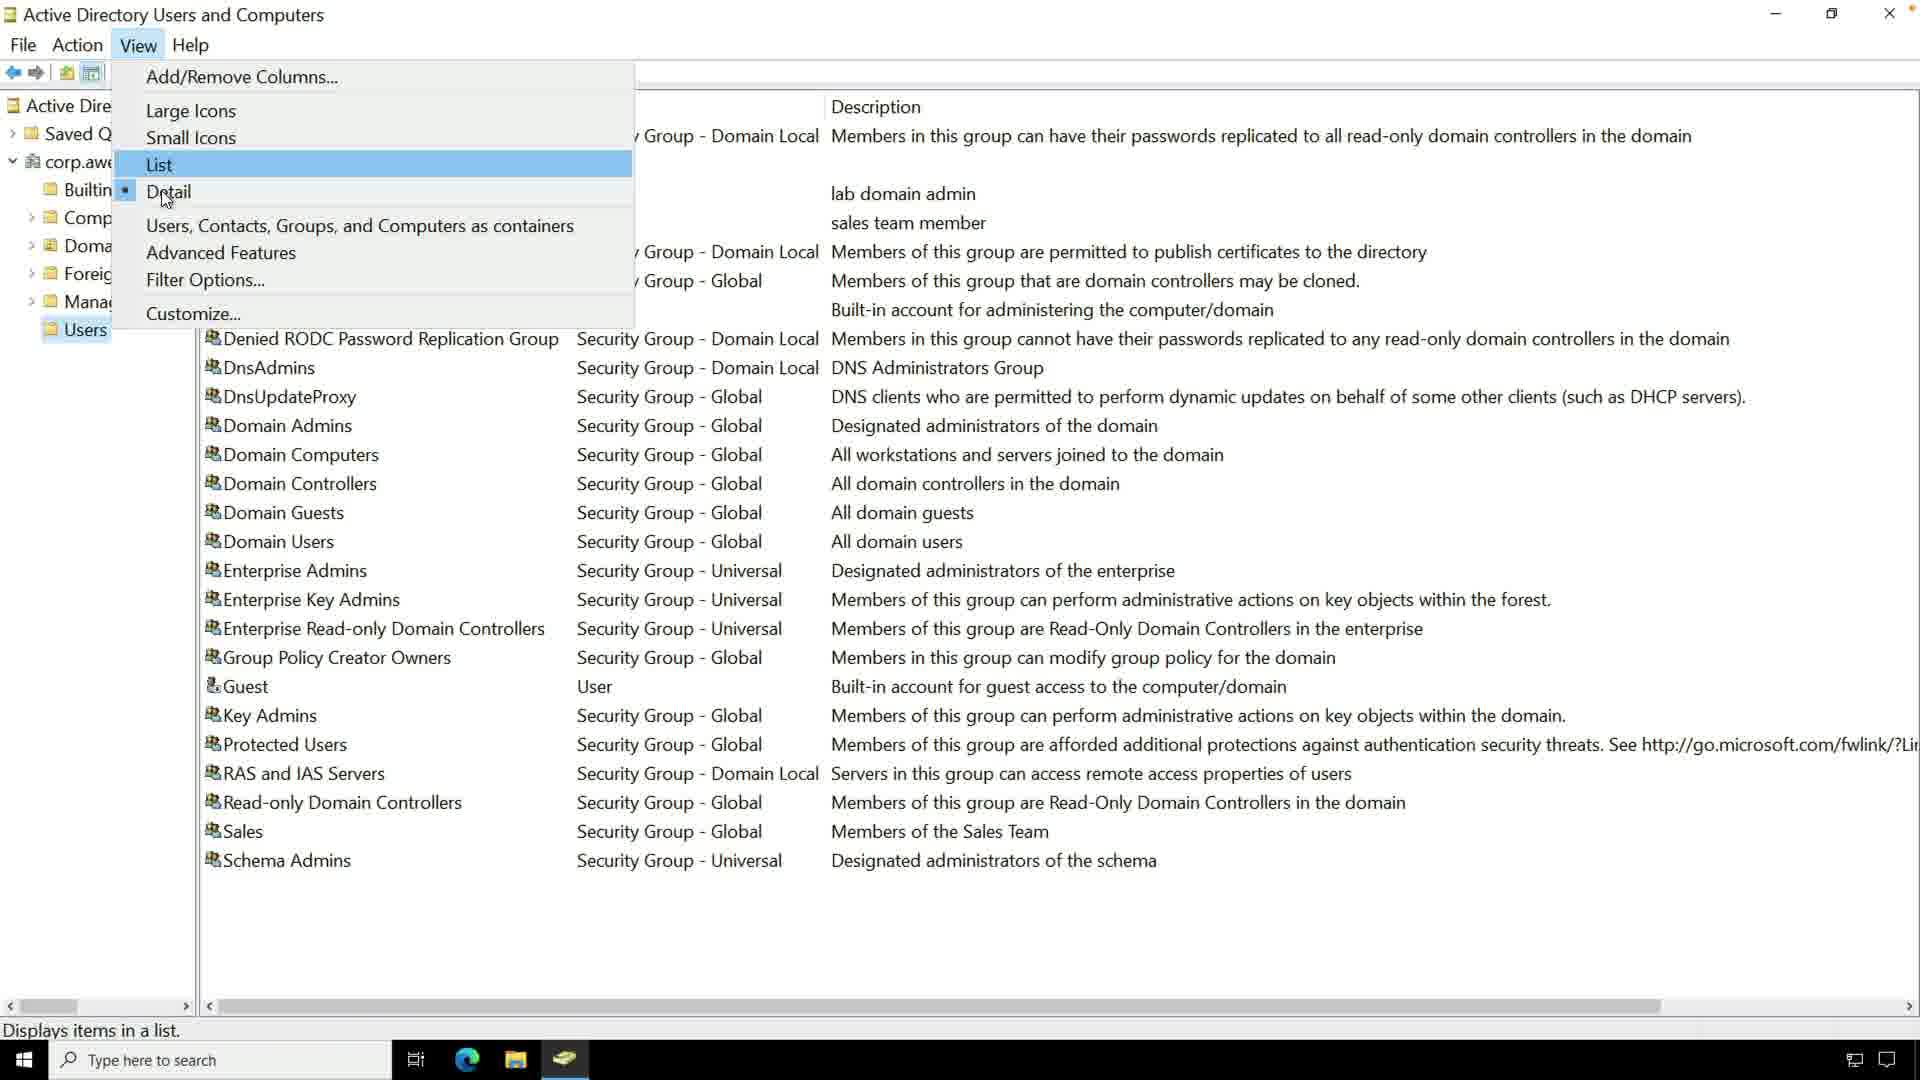 Active Directory Users and Computers
File Action View Help
Add/Remove Columns...
Large Icons
Small Icons
List
Detail
Users, Contacts, Groups, and Computers as containers
Advanced Features
Filter Options...
Customize...
Active Dire
Saved Q
corp.awe
Builtin
Comp
Doma
Foreig
Manag
Users
Description
y Group - Domain Local Members in this group can have their passwords replicated to all read-only domain controllers in the domain
lab domain admin
sales team member
y Group - Domain Local Members of this group are permitted to publish certificates to the directory
y Group - Global Members of this group that are domain controllers may be cloned.
Built-in account for administering the computer/domain
Denied RODC Password Replication Group Security Group - Domain Local Members in this group cannot have their passwords replicated to any read-only domain controllers in the domain
DnsAdmins Security Group - Domain Local DNS Administrators Group
DnsUpdateProxy Security Group - Global DNS clients who are permitted to perform dynamic updates on behalf of some other clients (such as DHCP servers).
Domain Admins Security Group - Global Designated administrators of the domain
Domain Computers Security Group - Global All workstations and servers joined to the domain
Domain Controllers Security Group - Global All domain controllers in the domain
Domain Guests Security Group - Global All domain guests
Domain Users Security Group - Global All domain users
Enterprise Admins Security Group - Universal Designated administrators of the enterprise
Enterprise Key Admins Security Group - Universal Members of this group can perform administrative actions on key objects within the forest.
Enterprise Read-only Domain Controllers Security Group - Universal Members of this group are Read-Only Domain Controllers in the enterprise
Group Policy Creator Owners Security Group - Global Members in this group can modify group policy for the domain
Guest User Built-in account for guest access to the computer/domain
Key Admins Security Group - Global Members of this group can perform administrative actions on key objects within the domain.
Protected Users Security Group - Global Members of this group are afforded additional protections against authentication security threats. See http://go.microsoft.com/fwlink/?Lin
RAS and IAS Servers Security Group - Domain Local Servers in this group can access remote access properties of users
Read-only Domain Controllers Security Group - Global Members of this group are Read-Only Domain Controllers in the domain
Sales Security Group - Global Members of the Sales Team
Schema Admins Security Group - Universal Designated administrators of the schema
Displays items in a list.
Type here to search